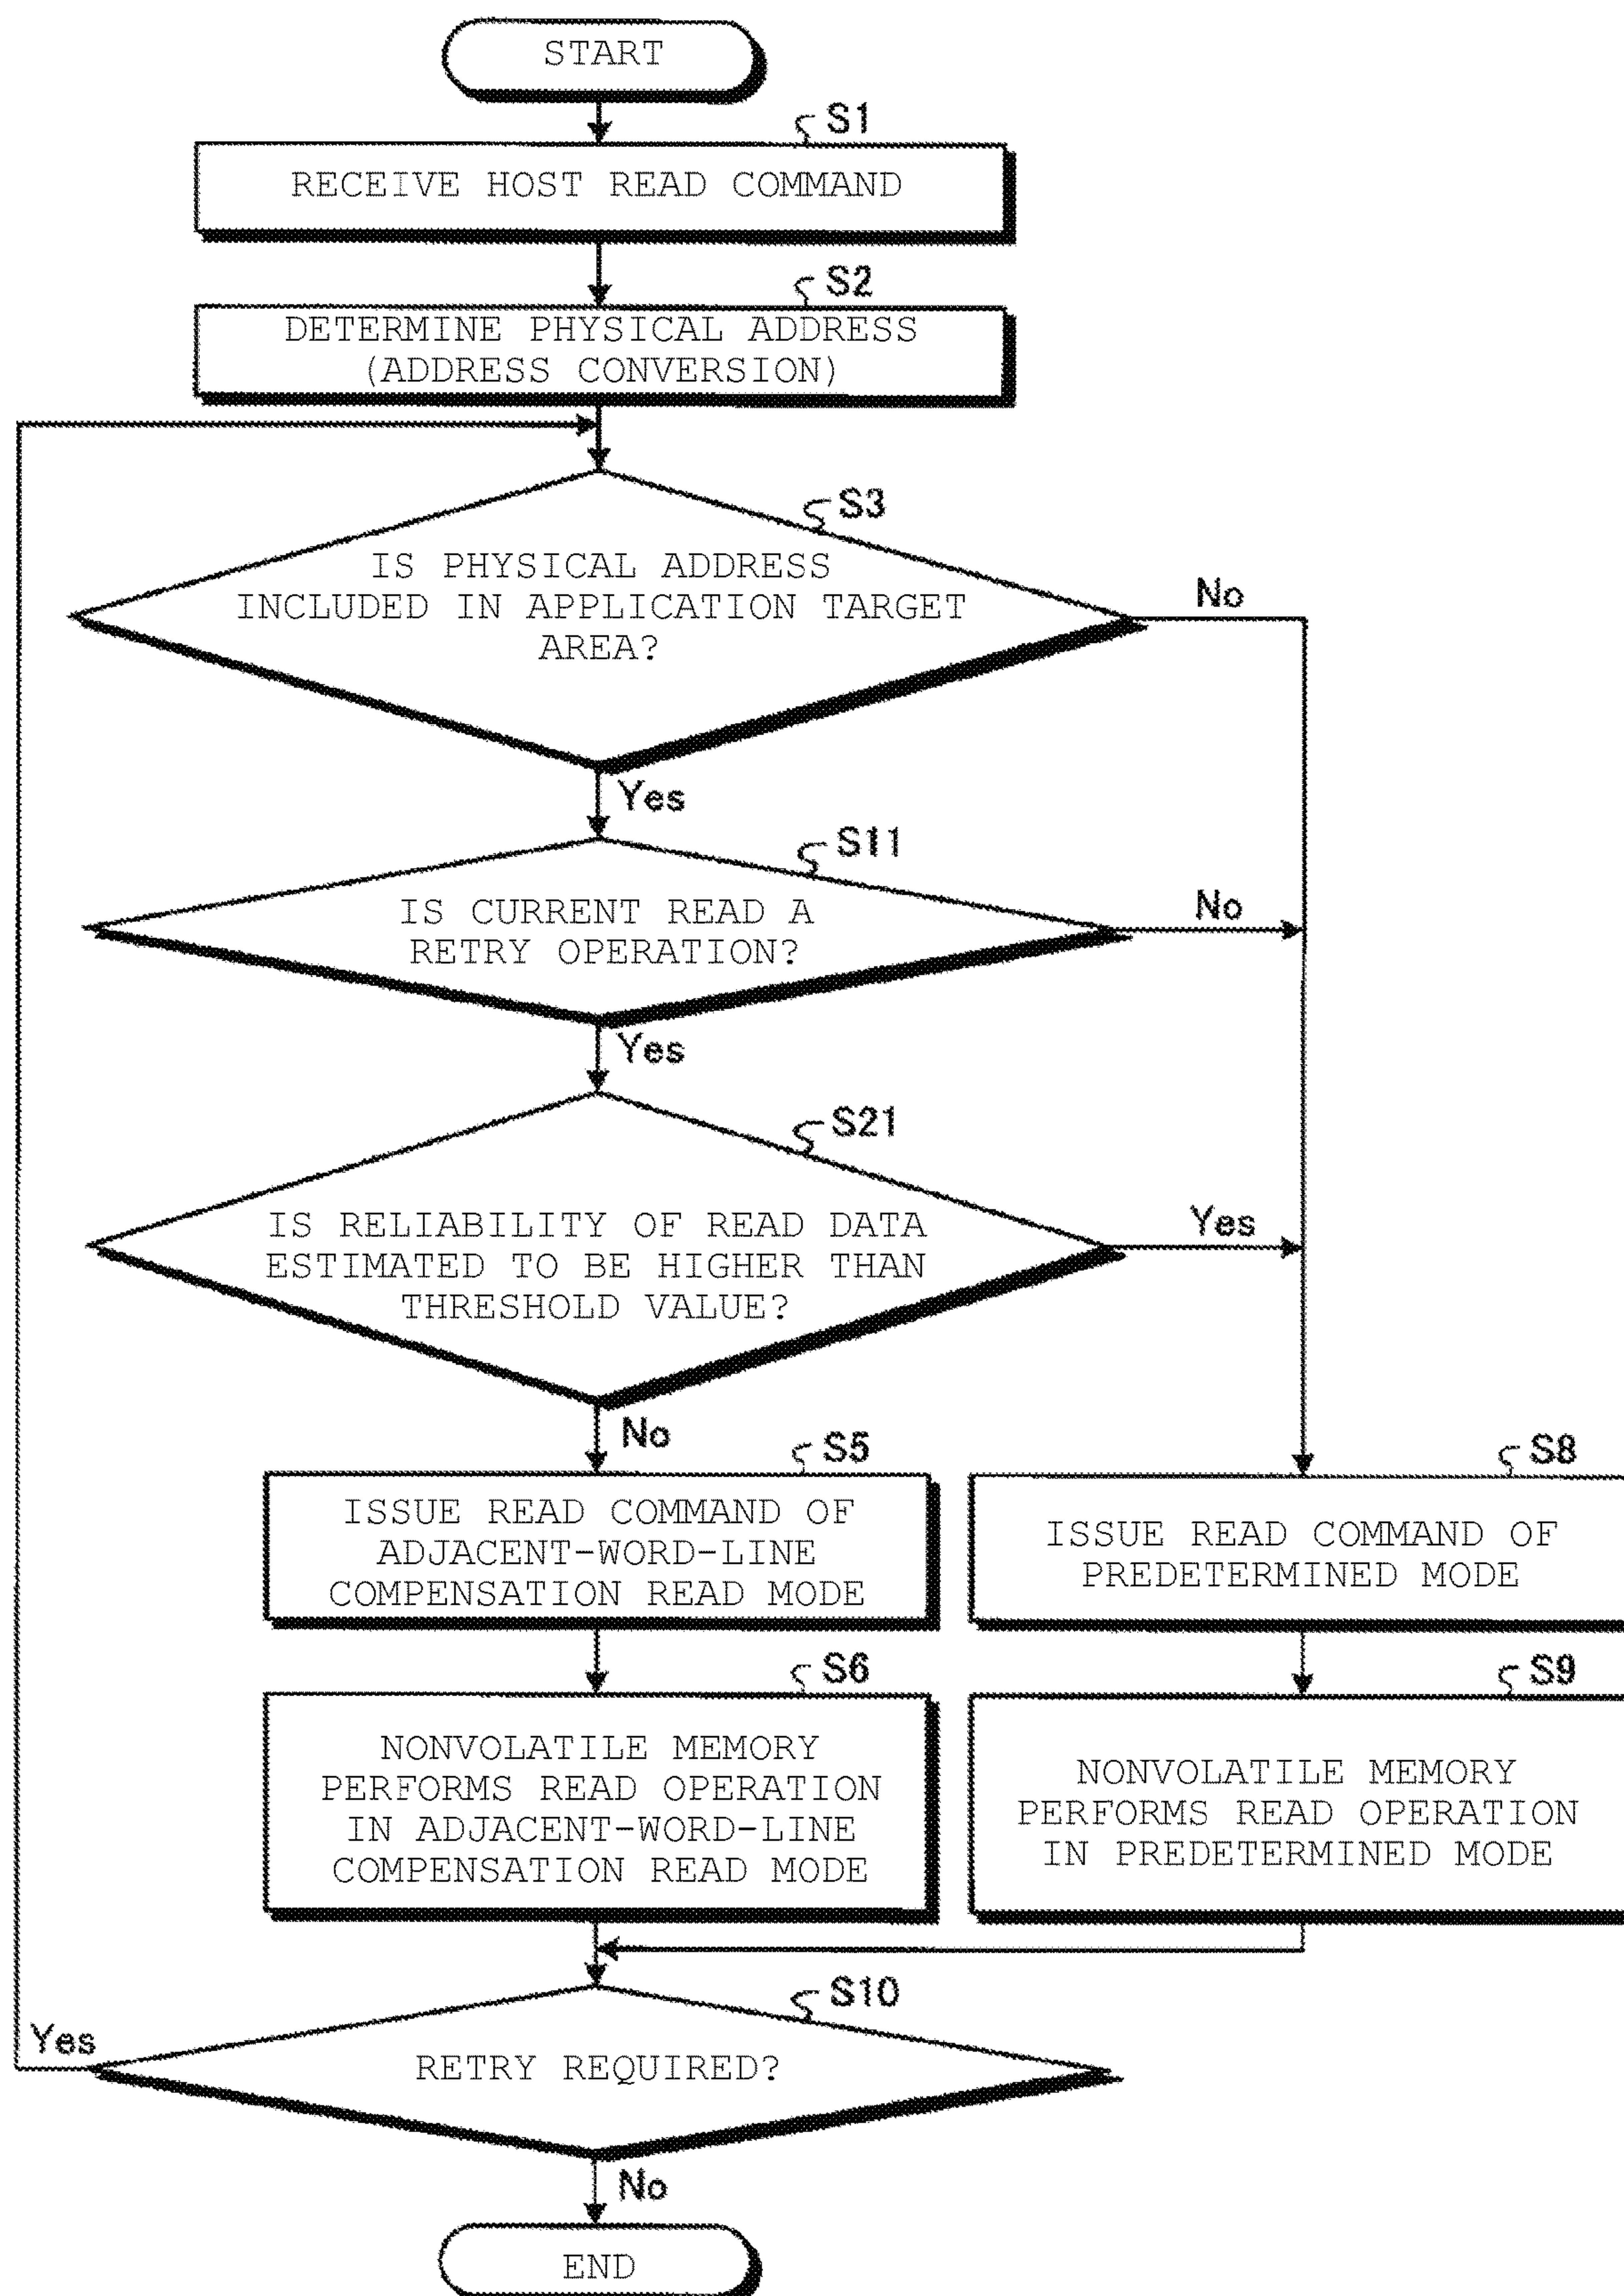 START
S1
RECEIVE HOST READ COMMAND
S2
DETERMINE PHYSICAL ADDRESS
(ADDRESS CONVERSION)
S3
IS PHYSICAL ADDRESS
INCLUDED IN APPLICATION TARGET
AREA?
No
Yes
S11
IS CURRENT READ A
RETRY OPERATION?
No
Yes
S21
IS RELIABILITY OF READ DATA
ESTIMATED TO BE HIGHER THAN
THRESHOLD VALUE?
Yes
No
S5
ISSUE READ COMMAND OF
ADJACENT-WORD-LINE
COMPENSATION READ MODE
S8
ISSUE READ COMMAND OF
PREDETERMINED MODE
S6
NONVOLATILE MEMORY
PERFORMS READ OPERATION
IN ADJACENT-WORD-LINE
COMPENSATION READ MODE
S9
NONVOLATILE MEMORY
PERFORMS READ OPERATION
IN PREDETERMINED MODE
S10
RETRY REQUIRED?
Yes
No
END